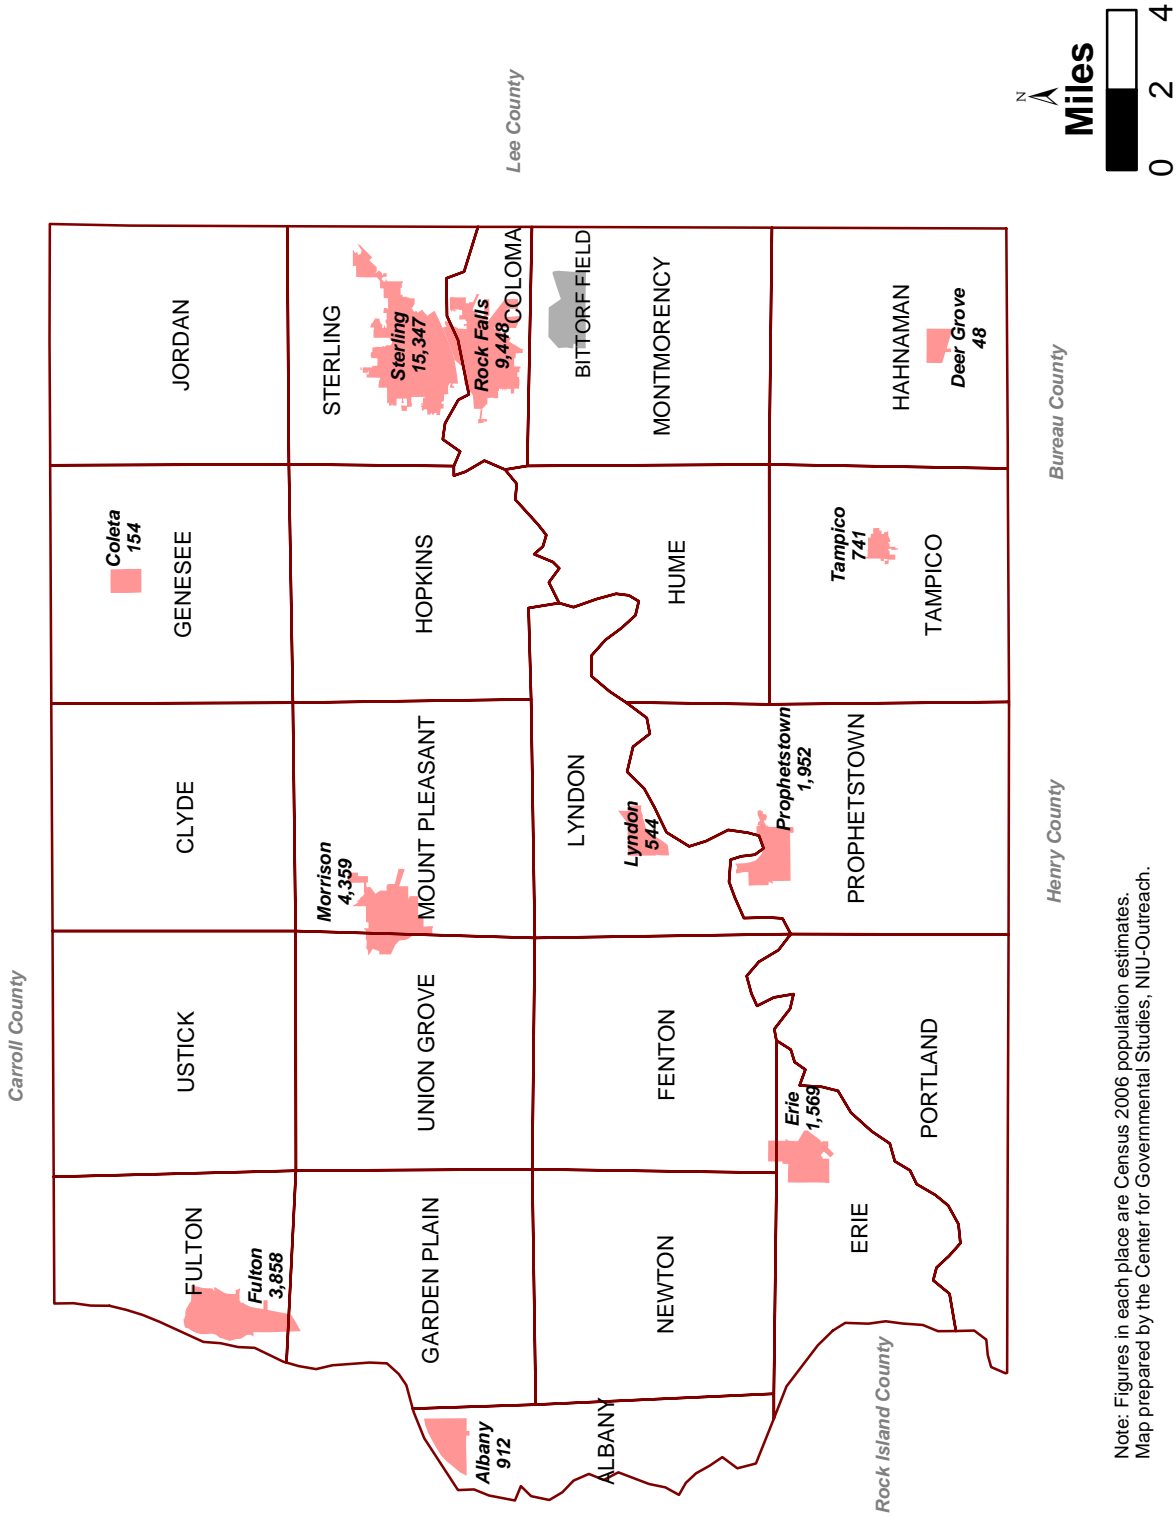 Carroll County
FULTON
USTICK
CLYDE
GENESEE
JORDAN
Coleta
154
Fulton
3,858
Morrison
4,359
STERLING
Sterling
15,347
GARDEN PLAIN
UNION GROVE
MOUNT PLEASANT
HOPKINS
Rock Falls
9,448
COLOMA
Lee County
Albany
912
ALBANY
NEWTON
FENTON
LYNDON
Lyndon
544
HUME
BITTORF FIELD
MONTMORENCY
Erie
1,569
Prophetstown
1,952
Tampico
741
ERIE
PORTLAND
PROPHETSTOWN
TAMPICO
HAHNAMAN
Deer Grove
48
Rock Island County
Henry County
Bureau County
N
Miles
0 2 4
Note: Figures in each place are Census 2006 population estimates.
Map prepared by the Center for Governmental Studies, NIU-Outreach.